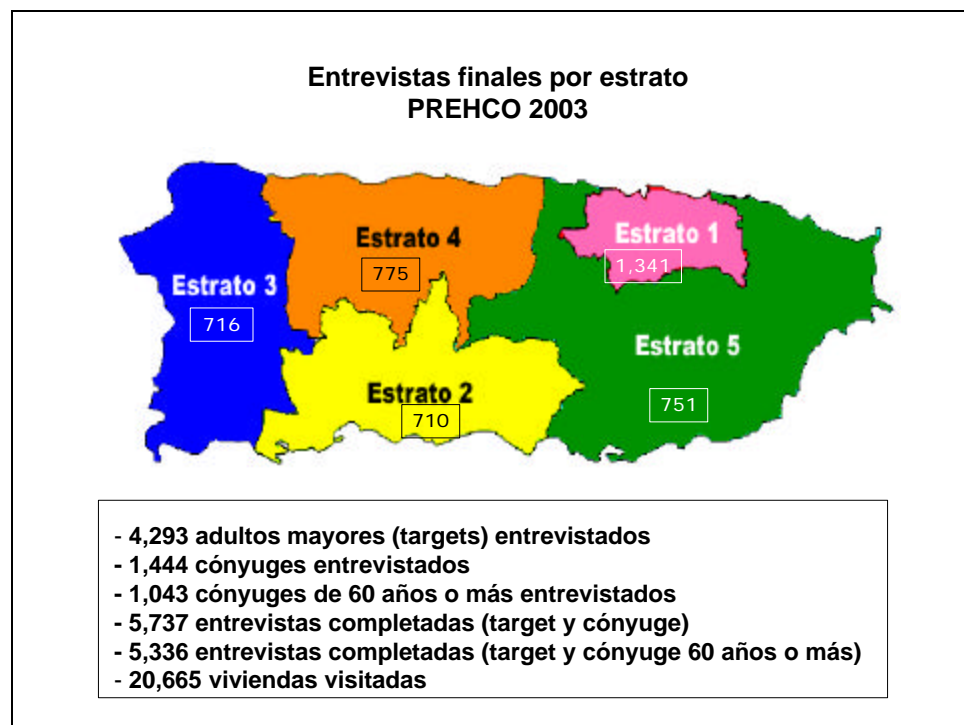 Entrevistas finales por estrato
PREHCO 2003
Estrato 4
775
Estrato 1
1,341
Estrato 3
716
Estrato 5
751
Estrato 2
710
- 4,293 adultos mayores (targets) entrevistados
- 1,444 cónyuges entrevistados
- 1,043 cónyuges de 60 años o más entrevistados
- 5,737 entrevistas completadas (target y cónyuge)
- 5,336 entrevistas completadas (target y cónyuge 60 años o más)
- 20,665 viviendas visitadas